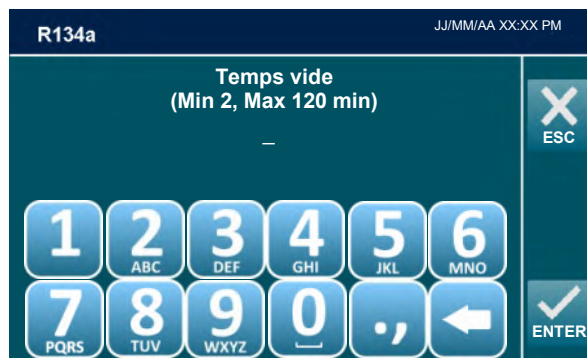 R134a
JJ/MM/AA XX:XX PM
Temps vide
(Min 2, Max 120 min)
_
ESC
1 2 3 4 5 6
ABC DEF GHI JKL MNO
7 8 9 0 .,
PQRS TUV WXYZ
ENTER